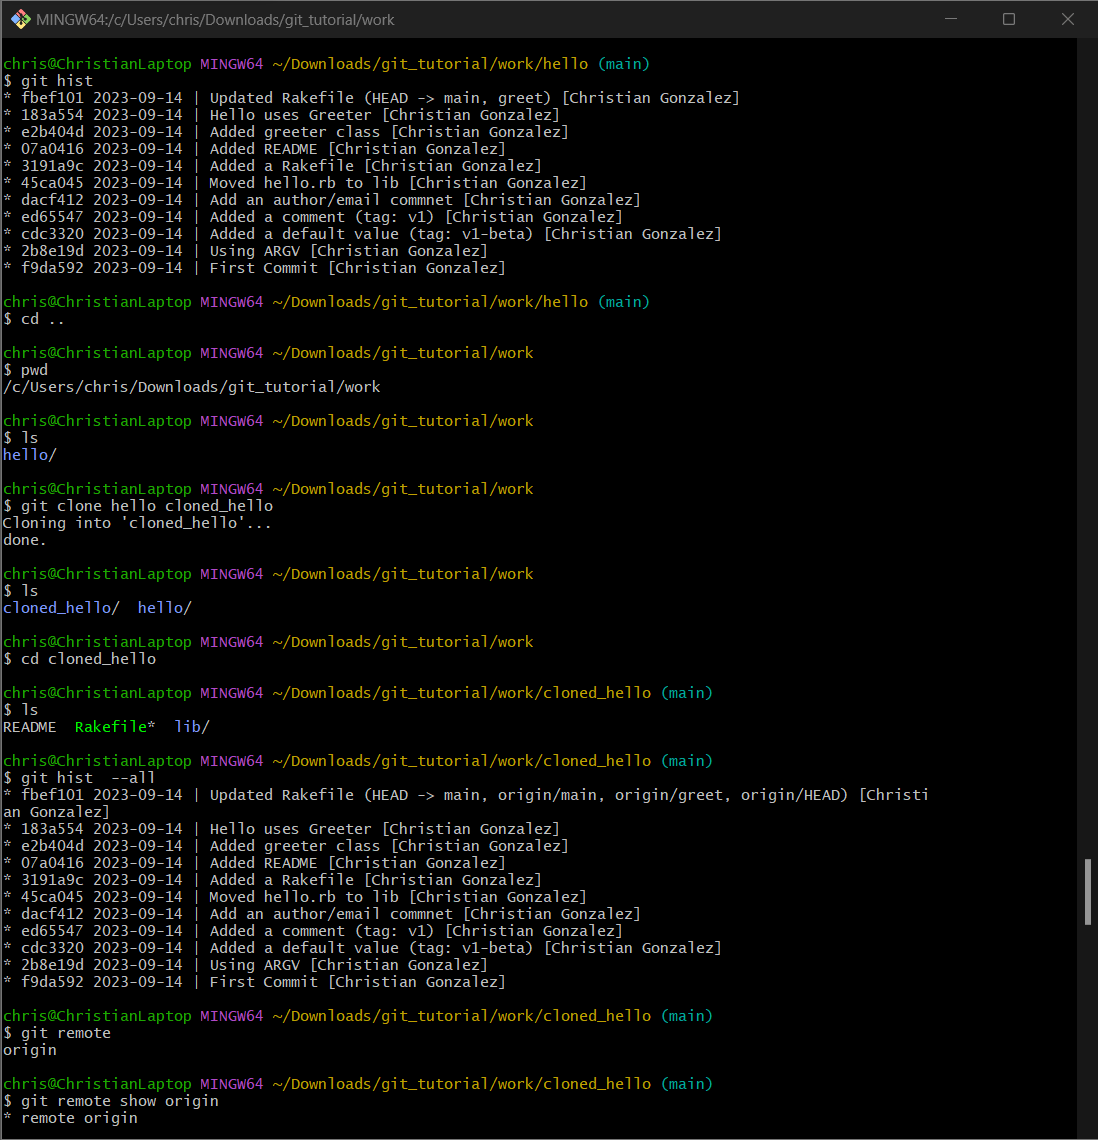 MINGW64:/c/Users/chris/Downloads/git_tutorial/work
chris@ChristianLaptop MINGW64 ~/Downloads/git_tutorial/work/hello (main)
$ git hist
* fbef101 2023-09-14 | Updated Rakefile (HEAD -> main, greet) [Christian Gonzalez]
* 183a554 2023-09-14 | Hello uses Greeter [Christian Gonzalez]
* e2b404d 2023-09-14 | Added greeter class [Christian Gonzalez]
* 07a0416 2023-09-14 | Added README [Christian Gonzalez]
* 3191a9c 2023-09-14 | Added a Rakefile [Christian Gonzalez]
* 45ca045 2023-09-14 | Moved hello.rb to lib [Christian Gonzalez]
* dacf412 2023-09-14 | Add an author/email commnet [Christian Gonzalez]
* ed65547 2023-09-14 | Added a comment (tag: v1) [Christian Gonzalez]
* cdc3320 2023-09-14 | Added a default value (tag: v1-beta) [Christian Gonzalez]
* 2b8e19d 2023-09-14 | Using ARGV [Christian Gonzalez]
* f9da592 2023-09-14 | First Commit [Christian Gonzalez]
chris@ChristianLaptop MINGW64 ~/Downloads/git_tutorial/work/hello (main)
$ cd ..
chris@ChristianLaptop MINGW64 ~/Downloads/git_tutorial/work
$ pwd
/c/Users/chris/Downloads/git_tutorial/work
chris@ChristianLaptop MINGW64 ~/Downloads/git_tutorial/work
$ ls
hello/
chris@ChristianLaptop MINGW64 ~/Downloads/git_tutorial/work
$ git clone hello cloned_hello
Cloning into 'cloned_hello'...
done.
chris@ChristianLaptop MINGW64 ~/Downloads/git_tutorial/work
$ ls
cloned_hello/  hello/
chris@ChristianLaptop MINGW64 ~/Downloads/git_tutorial/work
$ cd cloned_hello
chris@ChristianLaptop MINGW64 ~/Downloads/git_tutorial/work/cloned_hello (main)
$ ls
README  Rakefile*  lib/
chris@ChristianLaptop MINGW64 ~/Downloads/git_tutorial/work/cloned_hello (main)
$ git hist  --all
* fbef101 2023-09-14 | Updated Rakefile (HEAD -> main, origin/main, origin/greet, origin/HEAD) [Christi
an Gonzalez]
* 183a554 2023-09-14 | Hello uses Greeter [Christian Gonzalez]
* e2b404d 2023-09-14 | Added greeter class [Christian Gonzalez]
* 07a0416 2023-09-14 | Added README [Christian Gonzalez]
* 3191a9c 2023-09-14 | Added a Rakefile [Christian Gonzalez]
* 45ca045 2023-09-14 | Moved hello.rb to lib [Christian Gonzalez]
* dacf412 2023-09-14 | Add an author/email commnet [Christian Gonzalez]
* ed65547 2023-09-14 | Added a comment (tag: v1) [Christian Gonzalez]
* cdc3320 2023-09-14 | Added a default value (tag: v1-beta) [Christian Gonzalez]
* 2b8e19d 2023-09-14 | Using ARGV [Christian Gonzalez]
* f9da592 2023-09-14 | First Commit [Christian Gonzalez]
chris@ChristianLaptop MINGW64 ~/Downloads/git_tutorial/work/cloned_hello (main)
$ git remote
origin
chris@ChristianLaptop MINGW64 ~/Downloads/git_tutorial/work/cloned_hello (main)
$ git remote show origin
* remote origin